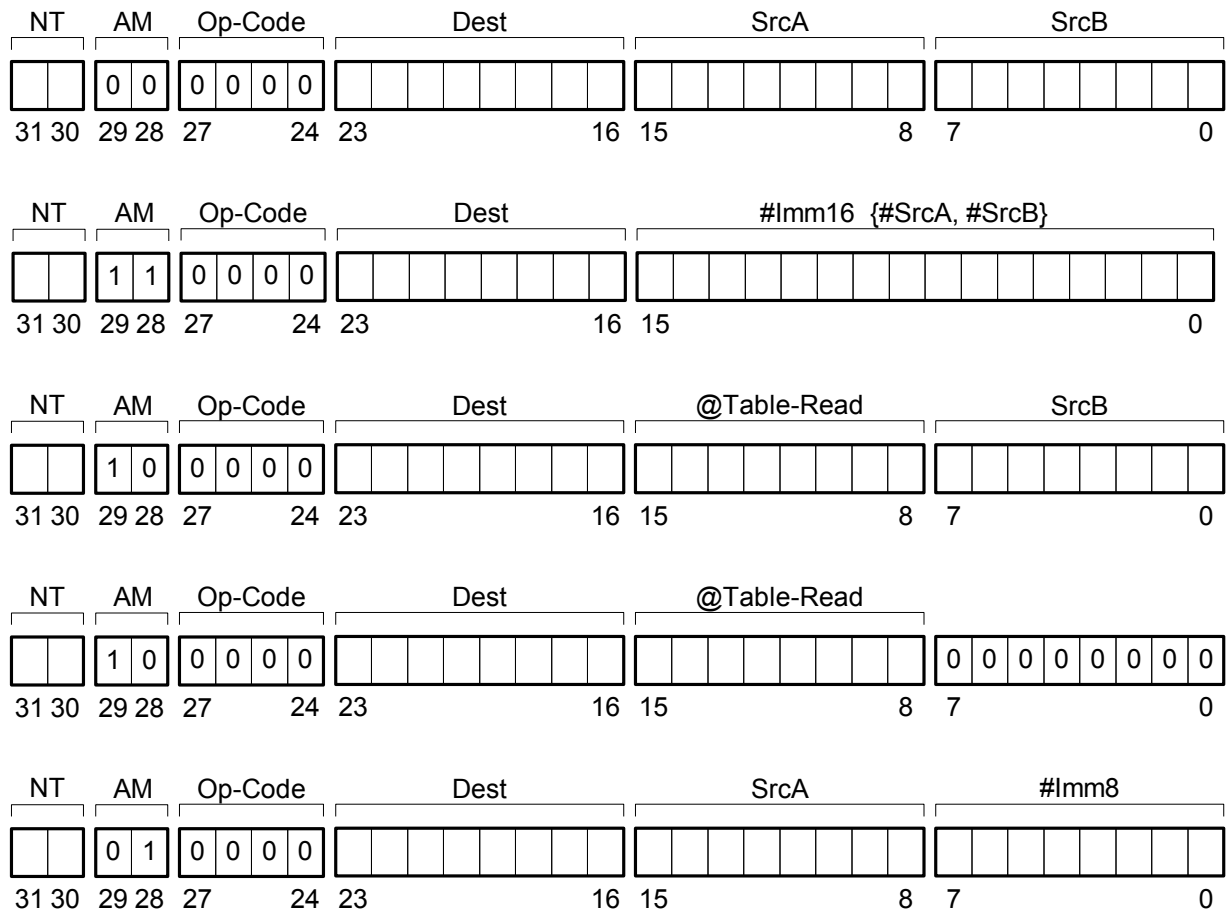 NT AM Op-Code Dest SrcA SrcB
0 0 0 0 0 0
31 30 29 28 27 24 23 16 15 8 7 0
NT AM Op-Code Dest #Imm16 {#SrcA, #SrcB}
1 1 0 0 0 0
31 30 29 28 27 24 23 16 15 0
NT AM Op-Code Dest @Table-Read SrcB
1 0 0 0 0 0
31 30 29 28 27 24 23 16 15 8 7 0
NT AM Op-Code Dest @Table-Read
1 0 0 0 0 0 0 0 0 0 0 0 0 0
31 30 29 28 27 24 23 16 15 8 7 0
NT AM Op-Code Dest SrcA #Imm8
0 1 0 0 0 0
31 30 29 28 27 24 23 16 15 8 7 0